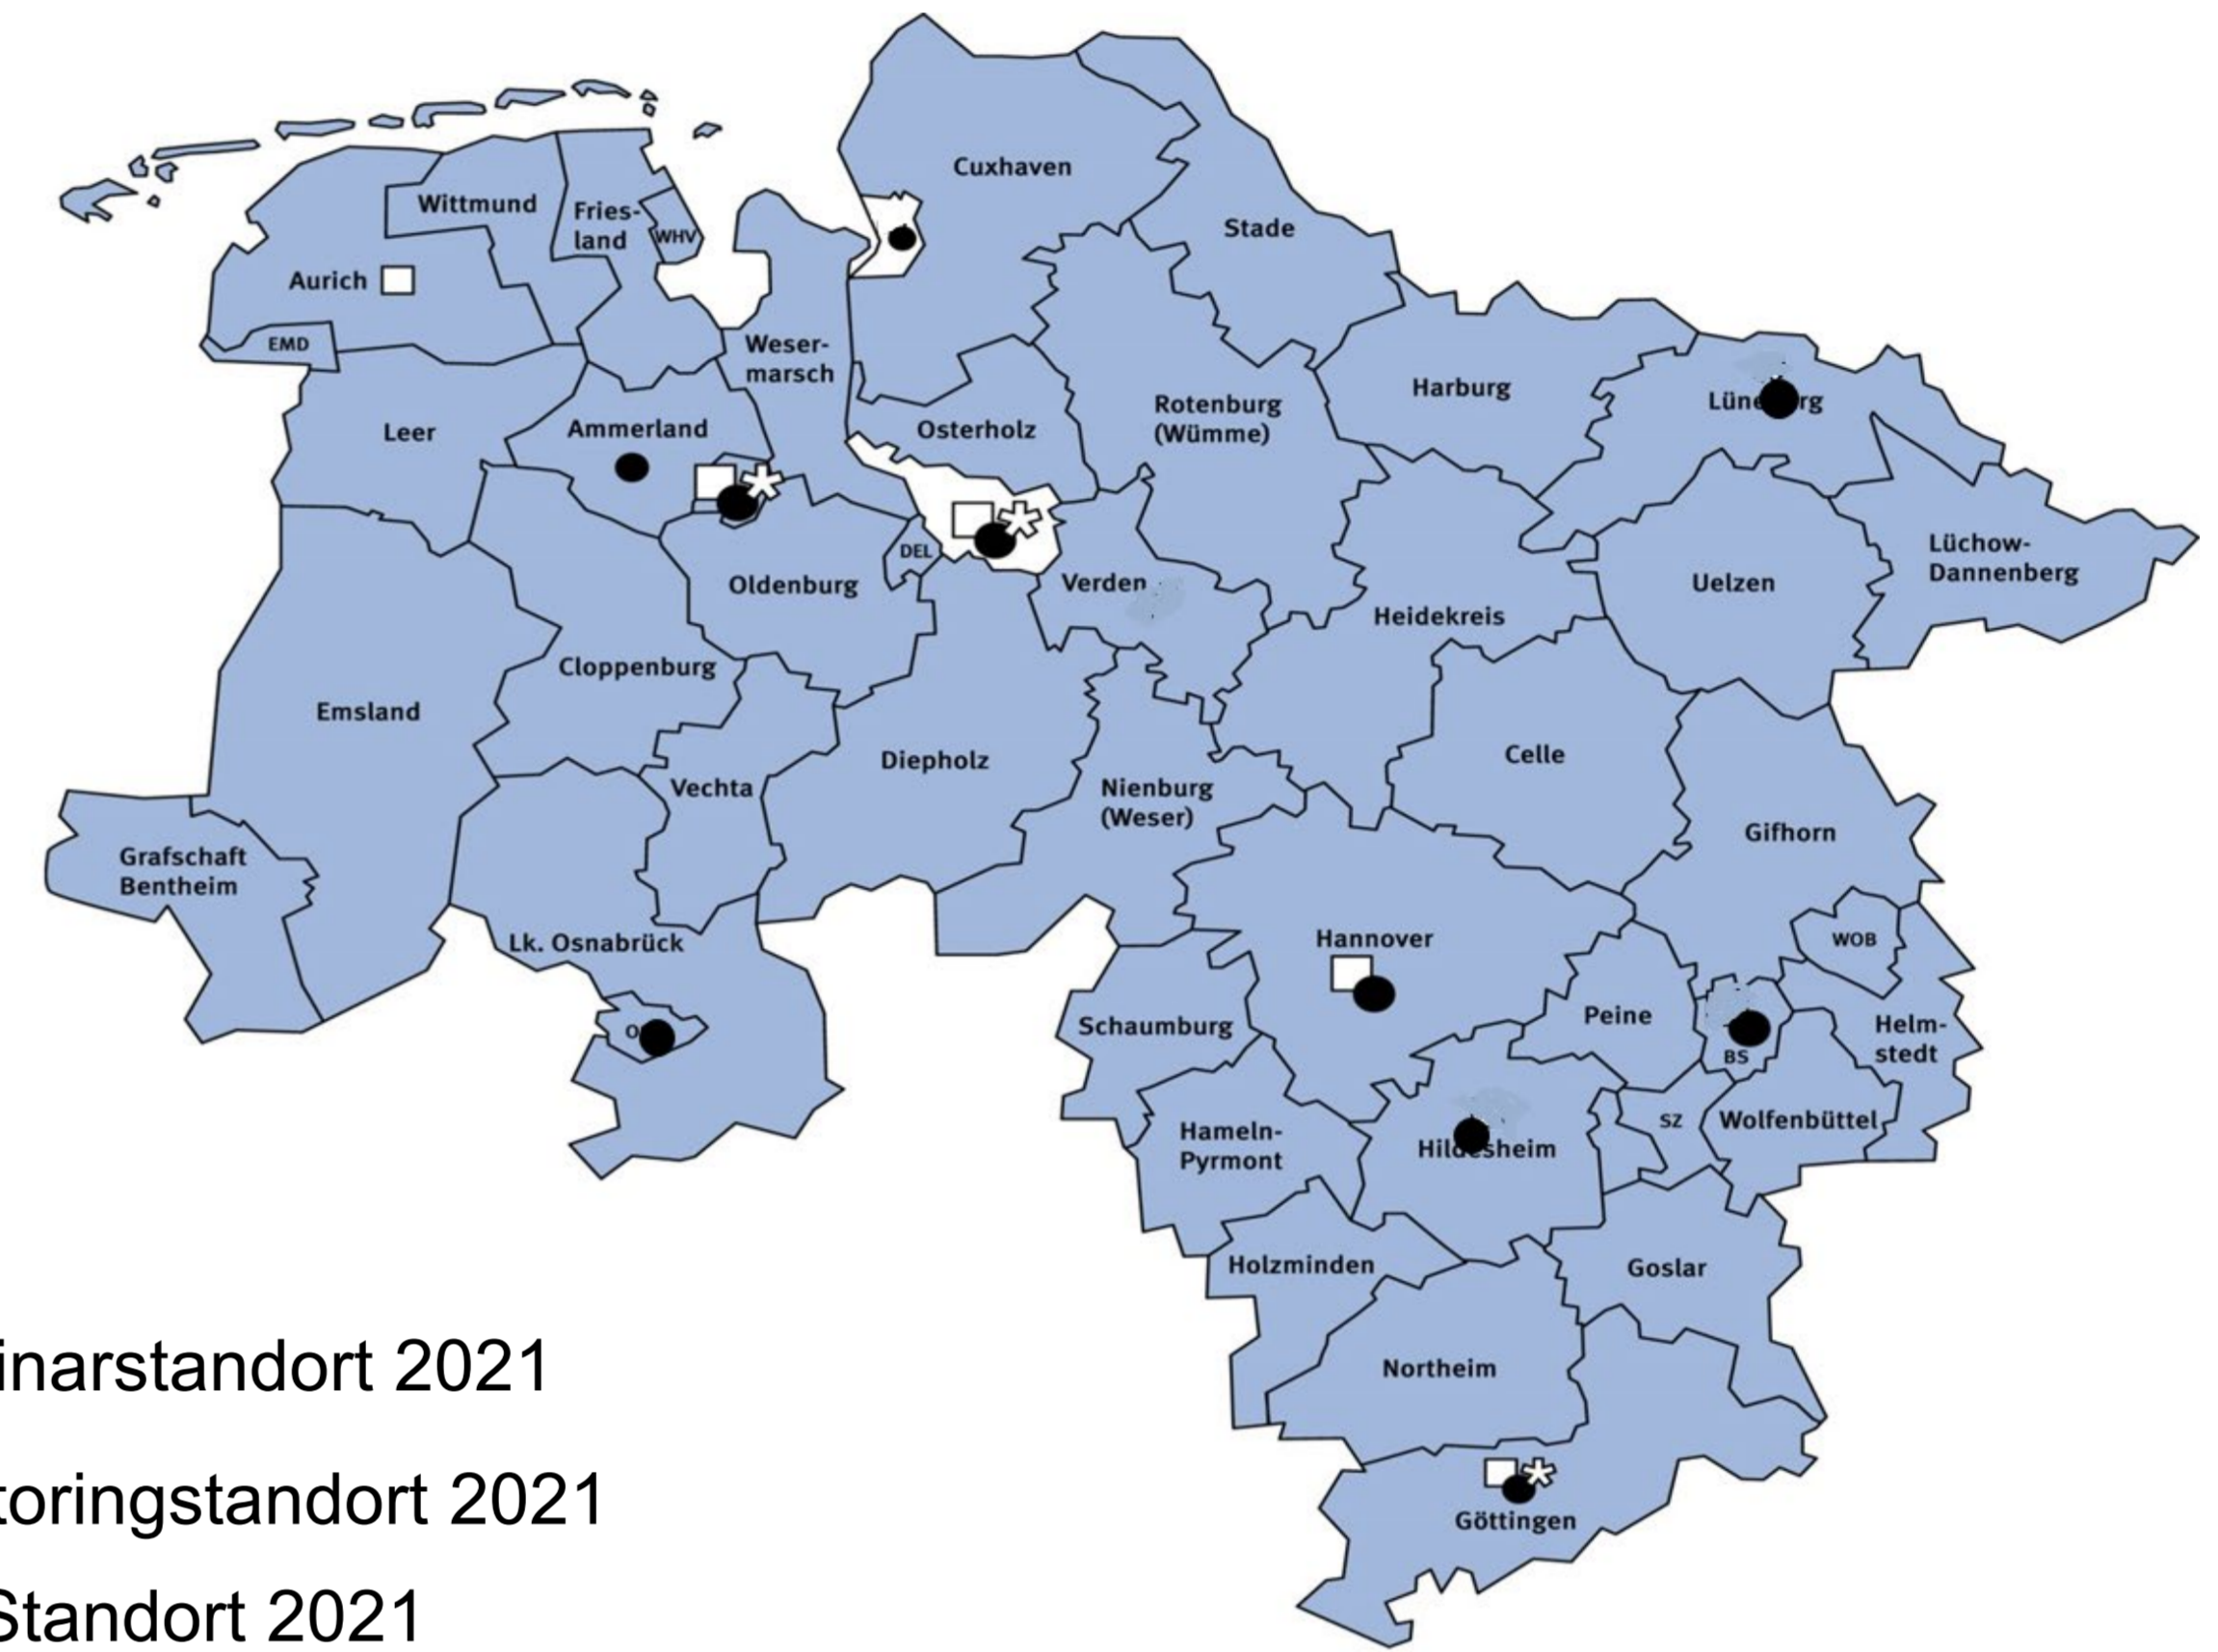 Cuxhaven
Wittmund
Fries-
land
WHV
Stade
Aurich
EMD
Weser-
marsch
Harburg
Rotenburg
(Wümme)
Leer
Ammerland
Osterholz
DEL
Oldenburg
Verden
Lüchow-
Dannenberg
Uelzen
Heidekreis
Cloppenburg
Emsland
Diepholz
Celle
Vechta
Nienburg
(Weser)
Gifhorn
Grafschaft
Bentheim
Lk. Osnabrück
Hannover
WOB
Schaumburg
Peine
Helm-
stedt
BS
Hameln-
Pyrmont
SZ
Wolfenbüttel
Holzminden
Goslar
Northeim
Göttingen
inarstandort 2021
toringstandort 2021
Standort 2021